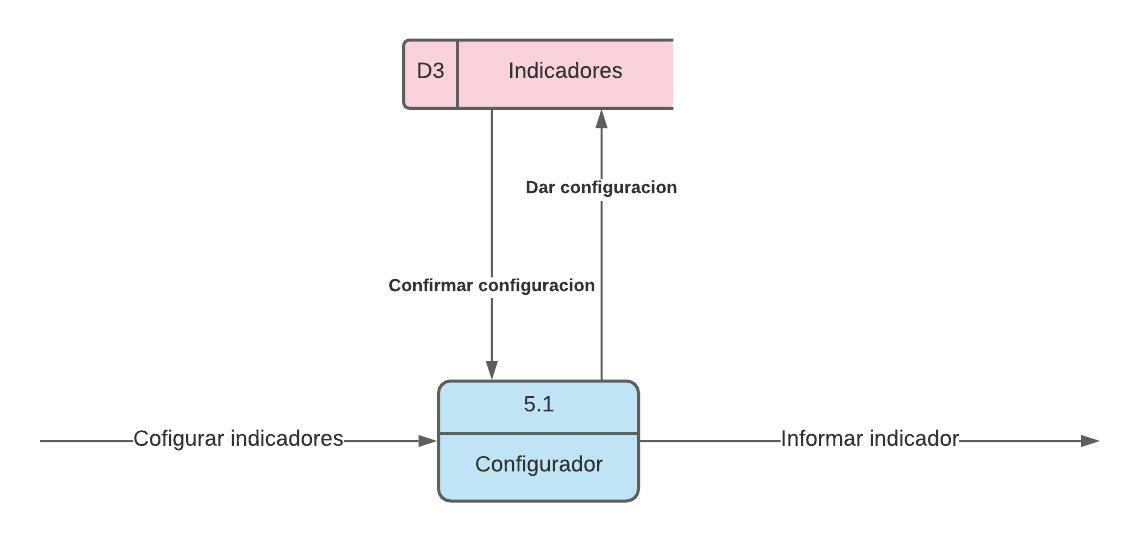 D3
Indicadores
Dar configuracion
Confirmar configuracion
5.1
Cofigurar indicadores
Informar indicador
Configurador